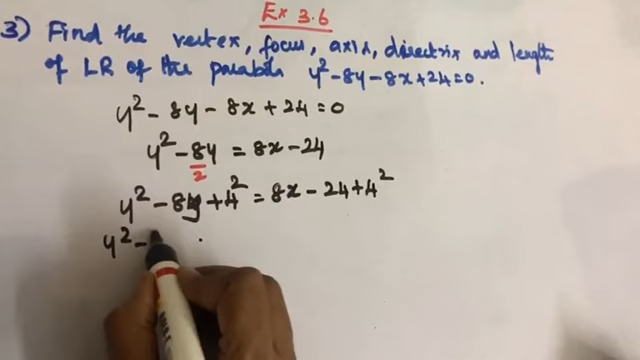 Ex 3.6
3) Find the vertex, focus, axis, directrix and length
of LR of the parabola y² - 8y - 8x + 24 = 0.
y² - 8y - 8x + 24 = 0
y² - 8y = 8x - 24
2
y² - 8y + 4² = 8x - 24 + 4²
y² -